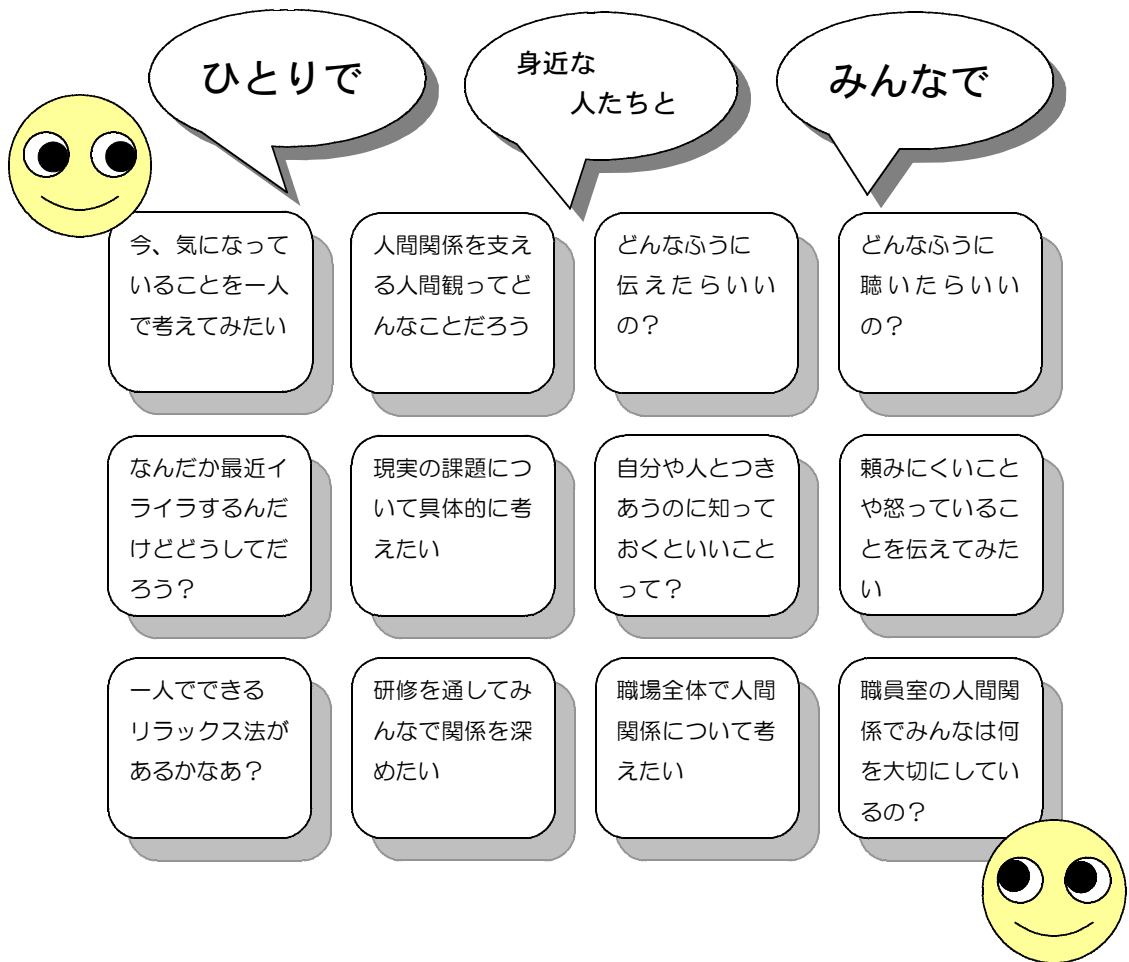 ひとりで
身近な
人たちと
みんなで
今、気になって
いることを一人
で考えてみたい
人間関係を支え
る人間観ってど
んなことだろう
どんなふうに
伝えたらいい
の？
どんなふうに
聴いたらいい
の？
なんだか最近イ
ライラするんだ
けどどうしてだ
ろう？
現実の課題につ
いて具体的に考
えたい
自分や人とつき
あうのに知って
おくといいこと
って？
頼みにくいこと
や怒っているこ
とを伝えてみた
い
一人でできる
リラックス法が
あるかなあ？
研修を通してみ
んなで関係を深
めたい
職場全体で人間
関係について考
えたい
職員室の人間関
係でみんなは何
を大切にしてい
るの？